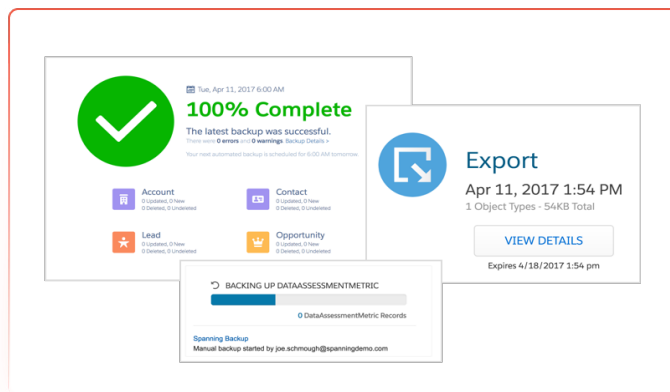 Tue, Apr 11, 2017 6:00 AM
100% Complete
The latest backup was successful.
There were 0 errors and 0 warnings Backup Details >
Your next automated backup is scheduled for 6:00 AM tomorrow.
Account
0 Updated, 0 New
0 Deleted, 0 Undeleted
Contact
0 Updated, 0 New
0 Deleted, 0 Undeleted
Lead
0 Updated, 0 New
0 Deleted, 0 Undeleted
Opportunity
0 Updated, 0 New
0 Deleted, 0 Undeleted
Export
Apr 11, 2017 1:54 PM
1 Object Types - 54KB Total
VIEW DETAILS
Expires 4/18/2017 1:54 pm
BACKING UP DATAASSESSMENTMETRIC
0 DataAssessmentMetric Records
Spanning Backup
Manual backup started by joe.schmough@spanningdemo.com